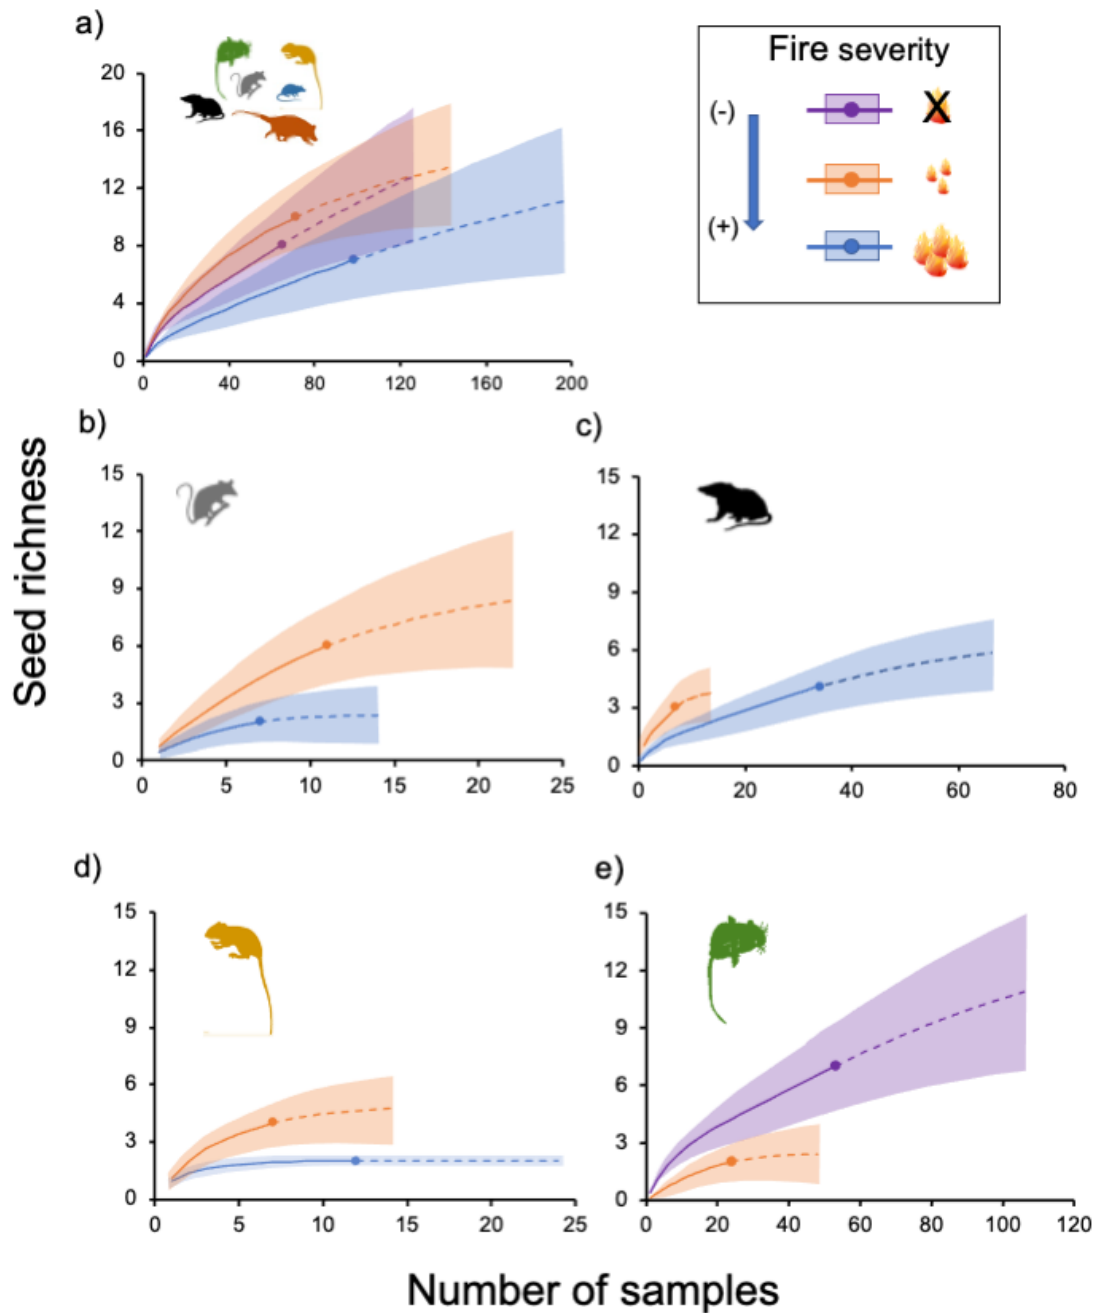 a)
Fire severity
(-)
(+)
X
20
16
12
8
4
0
0 40 80 120 160 200
b)
15
12
9
6
3
0
0 5 10 15 20 25
c)
15
12
9
6
3
0
0 20 40 60 80
d)
15
12
9
6
3
0
0 5 10 15 20 25
e)
15
12
9
6
3
0
0 20 40 60 80 100 120
Seed richness
Number of samples